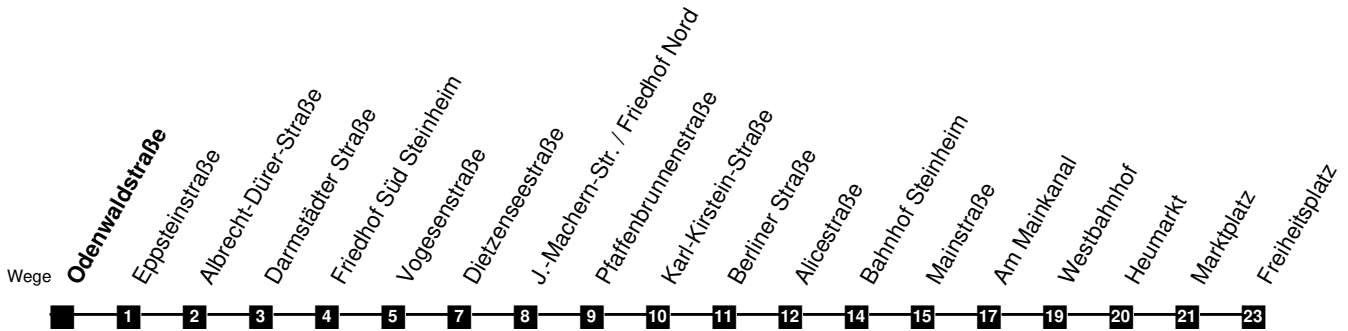 Wege
Odenwaldstraße
Eppsteinstraße
Albrecht-Dürer-Straße
Darmstädter Straße
Friedhof Süd Steinheim
Vogesenstraße
Dietzenseestraße
J.-Machern-Str. / Friedhof Nord
Pfaffenbrunnenstraße
Karl-Kirstein-Straße
Berliner Straße
Alicestraße
Bahnhof Steinheim
Mainstraße
Am Mainkanal
Westbahnhof
Heumarkt
Marktplatz
Freiheitsplatz
1 2 3 4 5 7 8 9 10 11 12 14 15 17 19 20 21 23